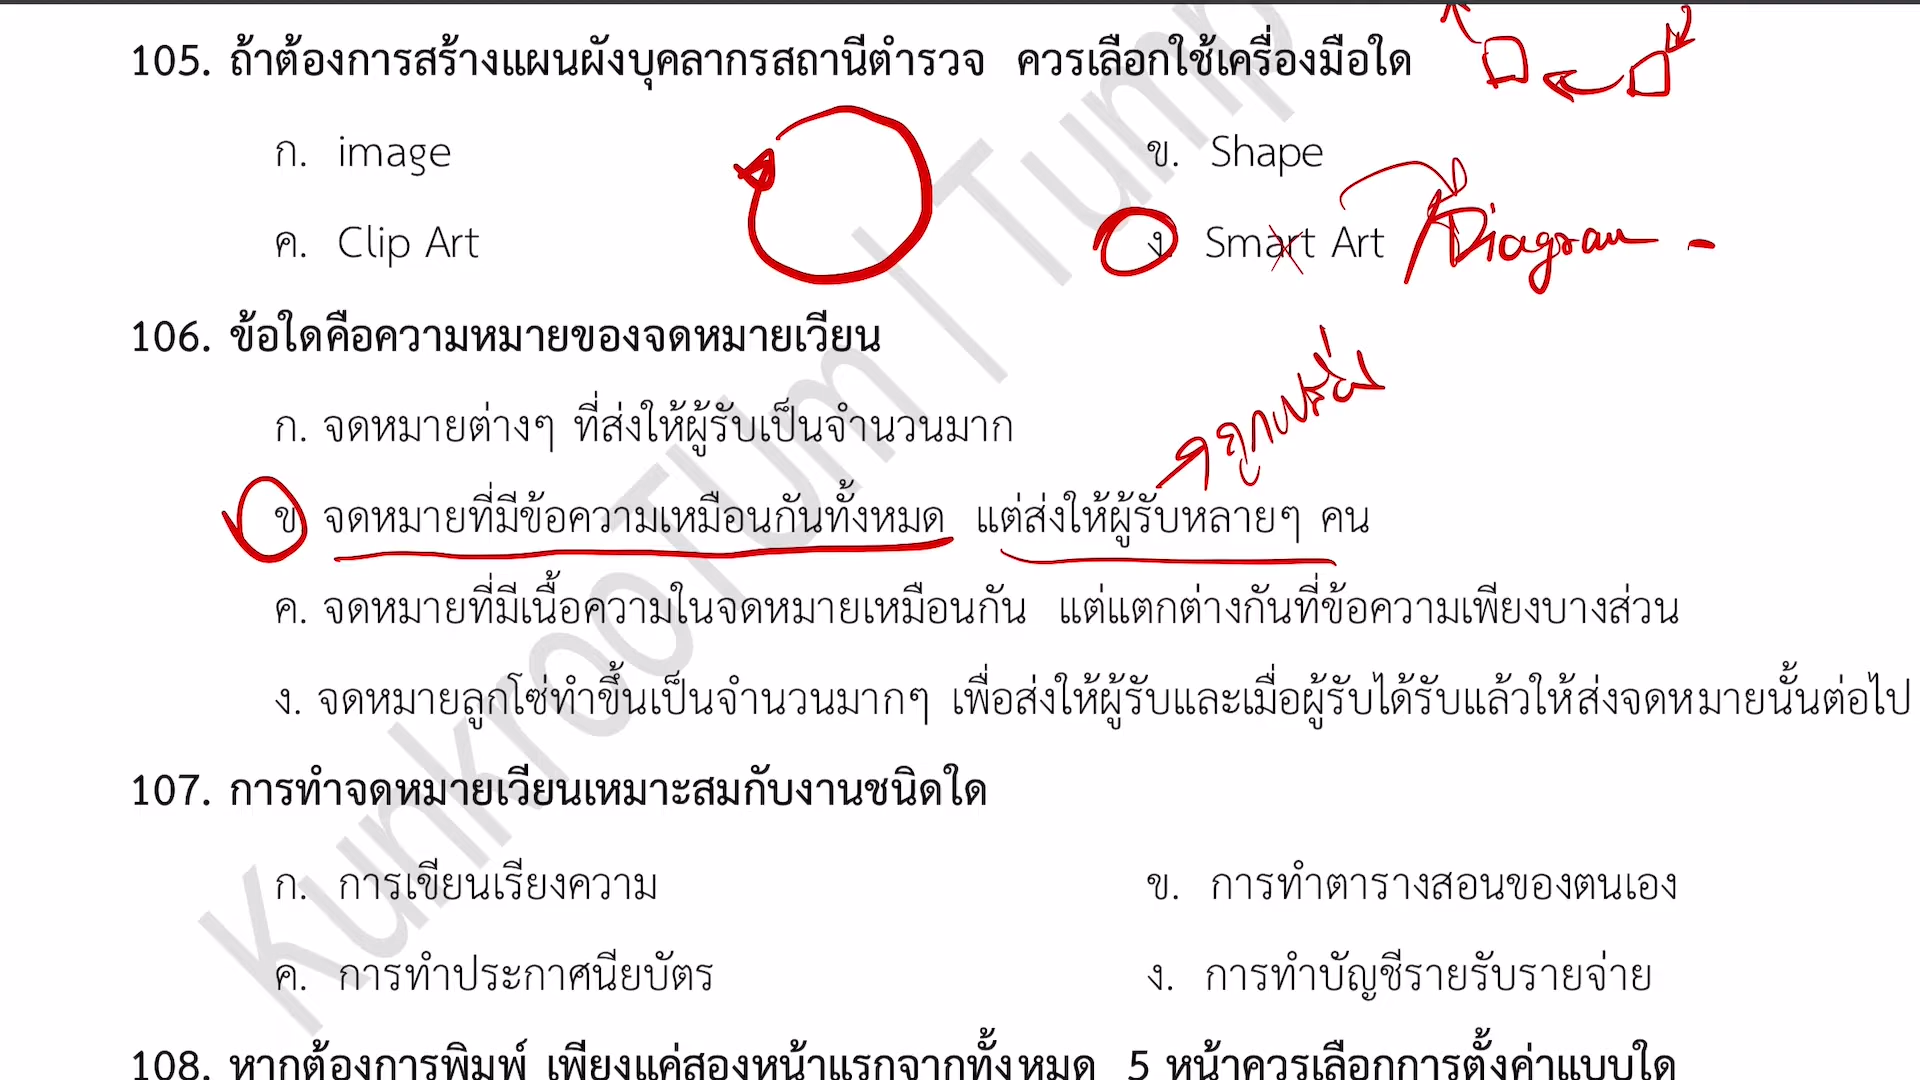 105. ถ้าต้องการสร้างแผนผังบุคลากรสถานีตำรวจ ควรเลือกใช้เครื่องมือใด
ก. image ข. Shape
ค. Clip Art ง. Smart Art Diagram
106. ข้อใดคือความหมายของจดหมายเวียน
ก. จดหมายต่างๆ ที่ส่งให้ผู้รับเป็นจำนวนมาก
ข จดหมายที่มีข้อความเหมือนกันทั้งหมด แต่ส่งให้ผู้รับหลายๆ คน
ค. จดหมายที่มีเนื้อความในจดหมายเหมือนกัน แต่แตกต่างกันที่ข้อความเพียงบางส่วน
ง. จดหมายลูกโซ่ทำขึ้นเป็นจำนวนมากๆ เพื่อส่งให้ผู้รับและเมื่อผู้รับได้รับแล้วให้ส่งจดหมายนั้นต่อไป
107. การทำจดหมายเวียนเหมาะสมกับงานชนิดใด
ก. การเขียนเรียงความ ข. การทำตารางสอนของตนเอง
ค. การทำประกาศนียบัตร ง. การทำบัญชีรายรับรายจ่าย
108. หากต้องการพิมพ์ เพียงแค่สองหน้าแรกจากทั้งหมด 5 หน้าควรเลือกการตั้งค่าแบบใด
KunkrooTUm | Tump